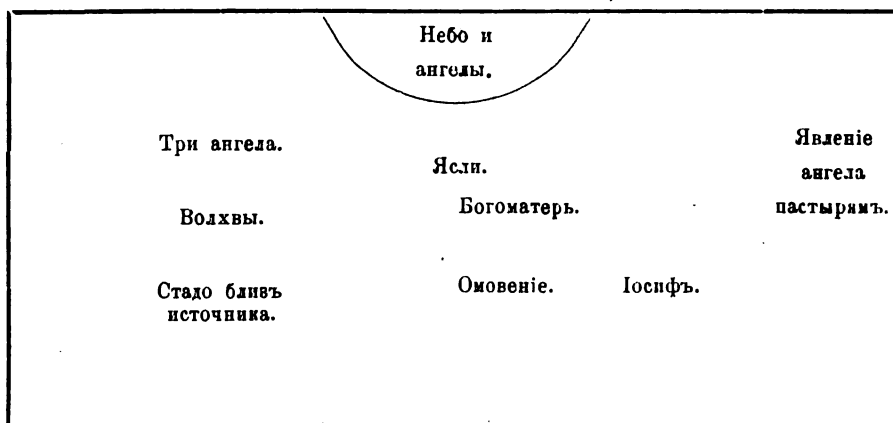 Небо и
ангелы.
Три ангела.
Ясли.
Явленіе
ангела
пастырямъ.
Волхвы.
Богоматерь.
Стадо близъ
источника.
Омовеніе.
Іосифъ.